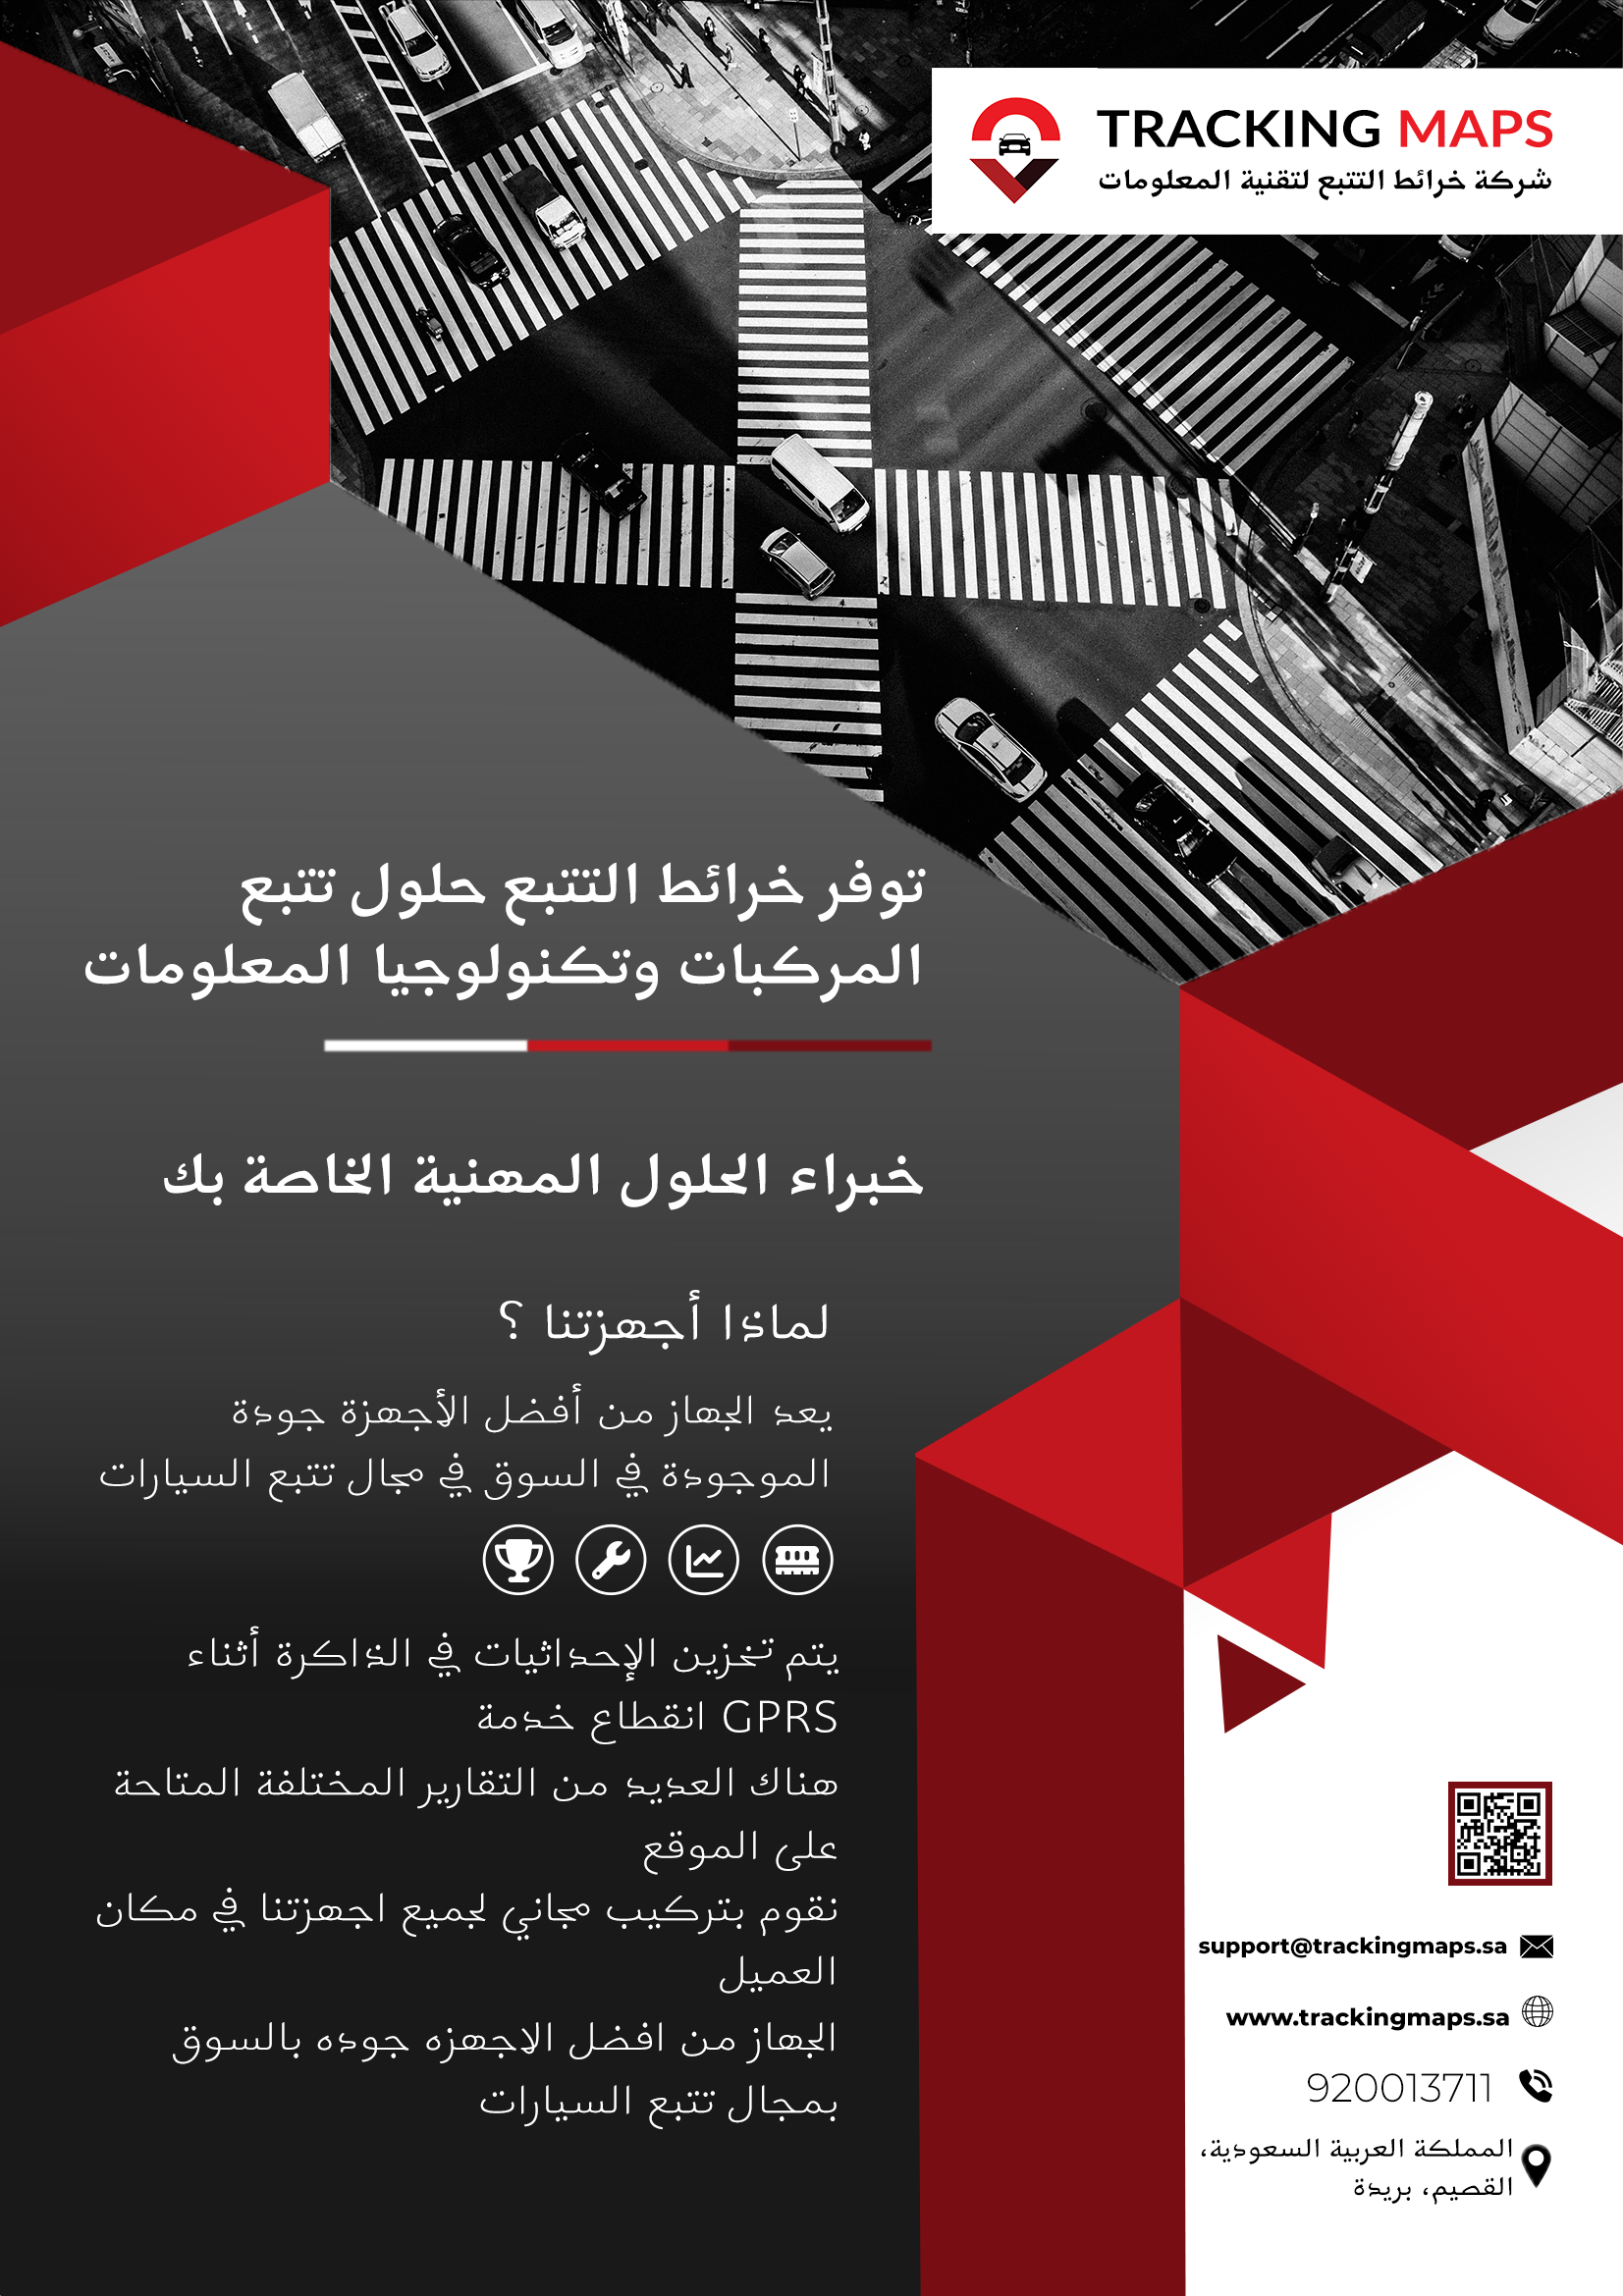 TRACKING MAPS
شركة خرائط التتبع لتقنية المعلومات
توفر خرائط التتبع حلول تتبع
المركبات وتكنولوجيا المعلومات
خبراء الحلول المهنية الخاصة بك
لماذا أجهزتنا ؟
يعد الجهاز من أفضل الأجهزة جودة
الموجودة في السوق في مجال تتبع السيارات
يتم تخزين الإحداثيات في الذاكرة أثناء
GPRS انقطاع خدمة
هناك العديد من التقارير المختلفة المتاحة
على الموقع
نقوم بتركيب مجاني لجميع اجهزتنا في مكان
العميل
الجهاز من افضل الاجهزه جوده بالسوق
بمجال تتبع السيارات
support@trackingmaps.sa
www.trackingmaps.sa
920013711
المملكة العربية السعودية،
القصيم، بريدة